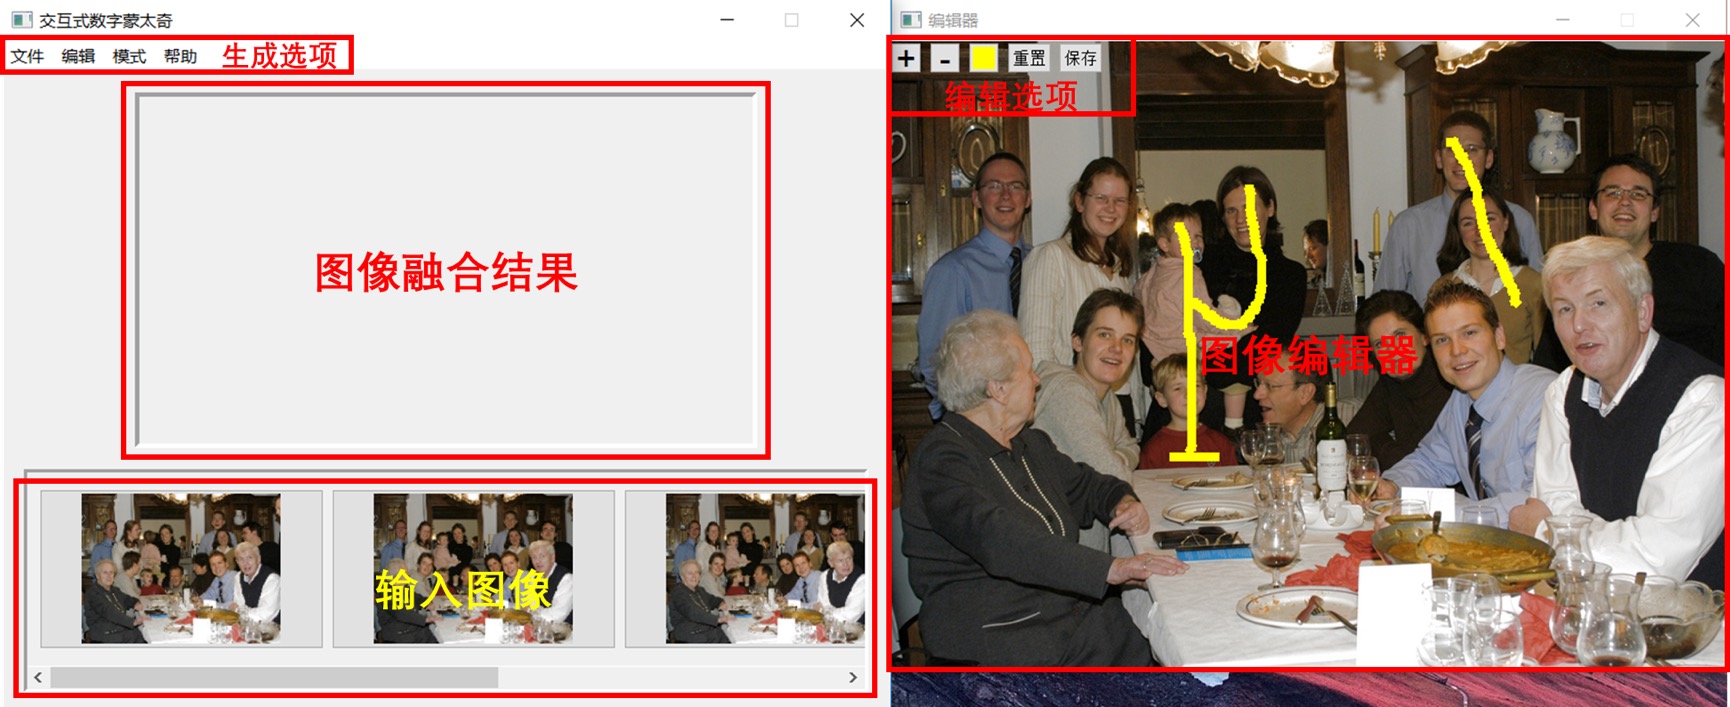 交互式数字蒙太奇
文件 编辑 模式 帮助 生成选项
图像融合结果
输入图像
编辑器
+ - 重置 保存
编辑选项
图像编辑器